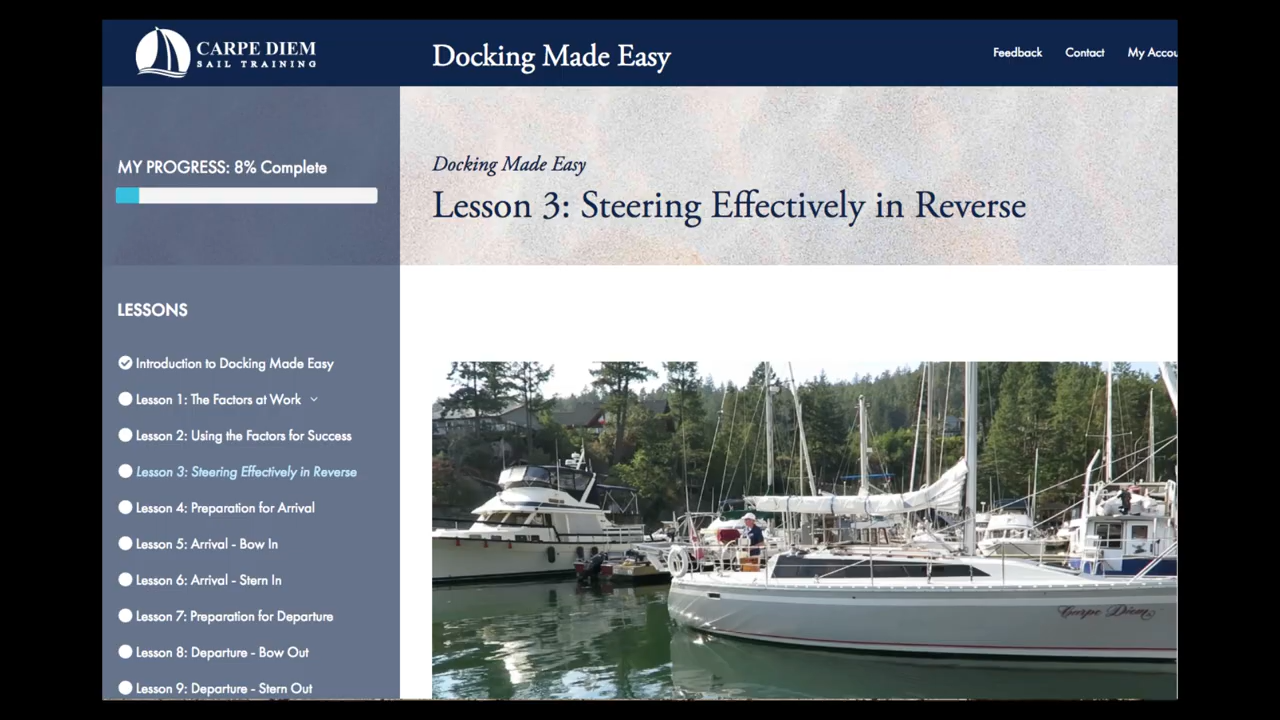 CARPE DIEM
SAIL TRAINING
Docking Made Easy
Feedback
Contact
My Accou
MY PROGRESS: 8% Complete
Docking Made Easy
Lesson 3: Steering Effectively in Reverse
LESSONS
Introduction to Docking Made Easy
Lesson 1: The Factors at Work
Lesson 2: Using the Factors for Success
Lesson 3: Steering Effectively in Reverse
Lesson 4: Preparation for Arrival
Lesson 5: Arrival - Bow In
Lesson 6: Arrival - Stern In
Lesson 7: Preparation for Departure
Lesson 8: Departure - Bow Out
Lesson 9: Departure - Stern Out
Carpe Diem